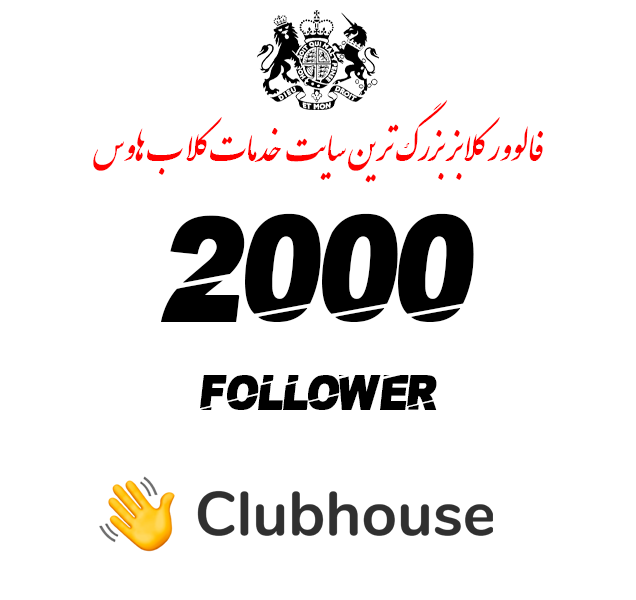 DIEU ET MON DROIT
فالوور کلابز بزرگ ترین سایت خدمات کلاب هاوس
2000
FOLLOWER
Clubhouse